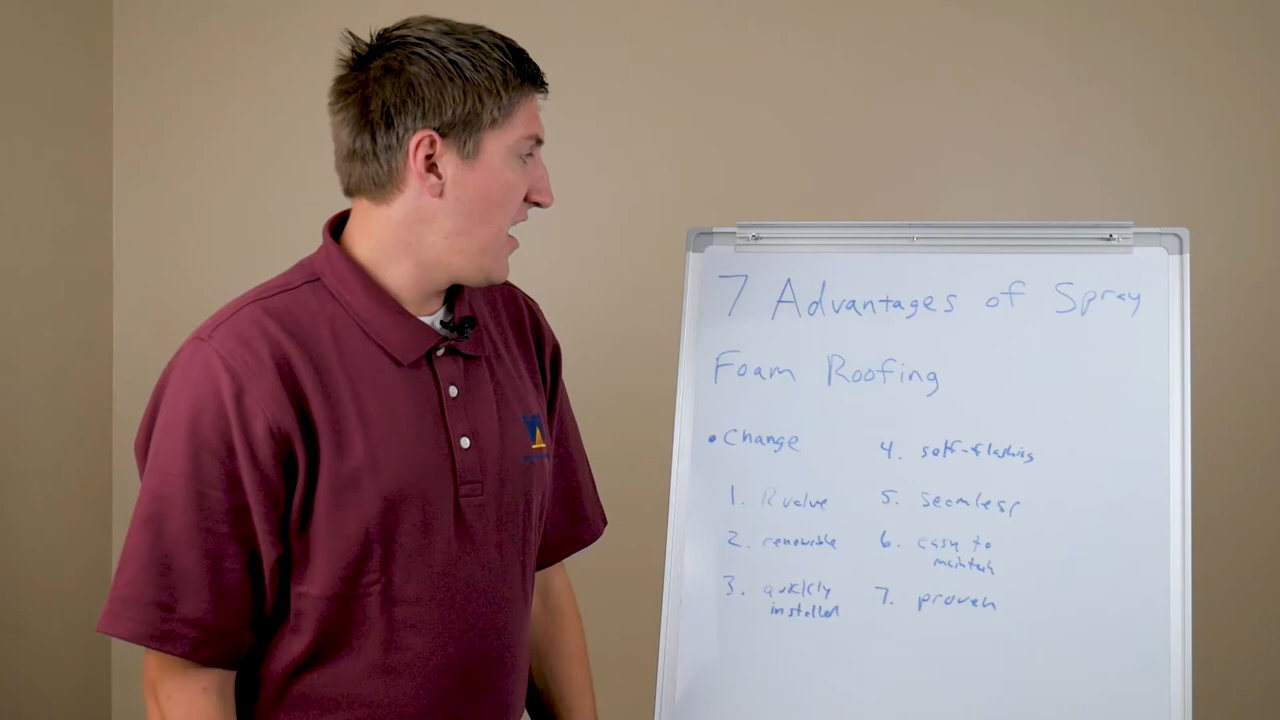 7 Advantages of Spray
Foam Roofing
• Change
1. R value
2. renewable
3. quickly
installed
4. self-flashing
5. seamless
6. easy to
maintain
7. proven